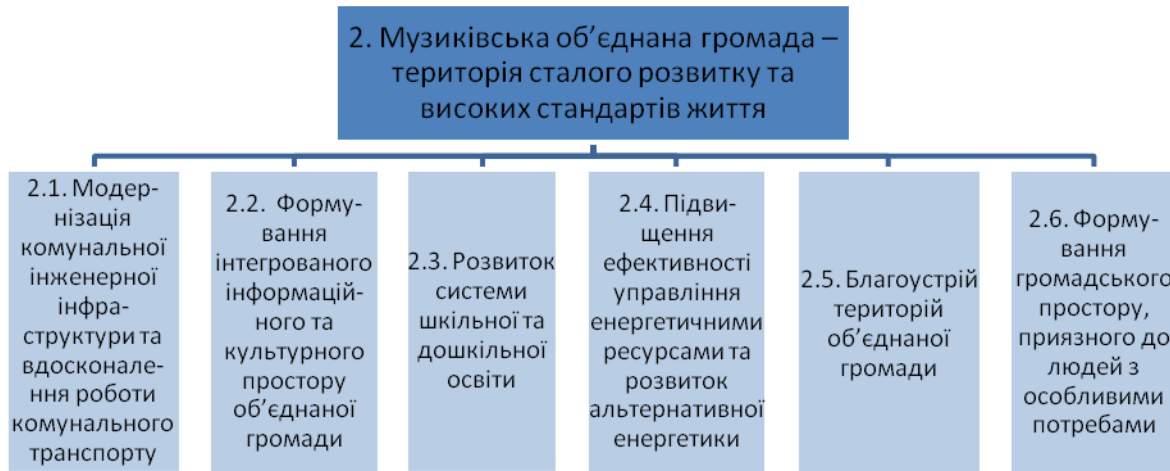 2. Музиківська об’єднана громада –
територія сталого розвитку та
високих стандартів життя
2.1. Модер-
нізація
комунальної
інженерної
інфра-
структури та
вдосконале-
ння роботи
комунального
транспорту
2.2. Форму-
вання
інтегрованого
інформацій-
ного та
культурного
простору
об’єднаної
громади
2.3. Розвиток
системи
шкільної та
дошкільної
освіти
2.4. Підви-
щення
ефективності
управління
енергетичними
ресурсами та
розвиток
альтернативної
енергетики
2.5. Благоустрій
територій
об’єднаної
громади
2.6. Форму-
вання
громадського
простору,
приязного до
людей з
особливими
потребами